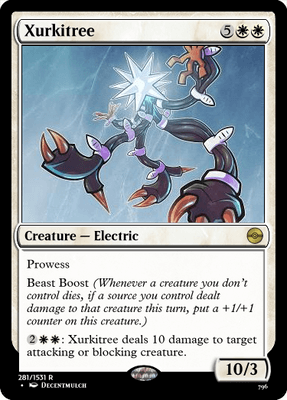 Xurkitree 5
Creature — Electric
Prowess
Beast Boost (Whenever a creature you don't
control dies, if a source you control dealt
damage to that creature this turn, put a +1/+1
counter on this creature.)
2: Xurkitree deals 10 damage to target
attacking or blocking creature.
10/3
281/1531 R
• DECENTMULCH
796